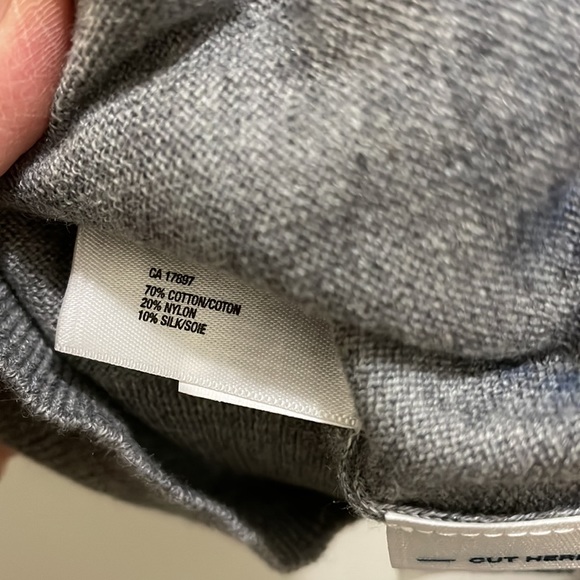 CA 17897
70% COTTON/COTON
20% NYLON
10% SILK/SOIE
— CUT HERE